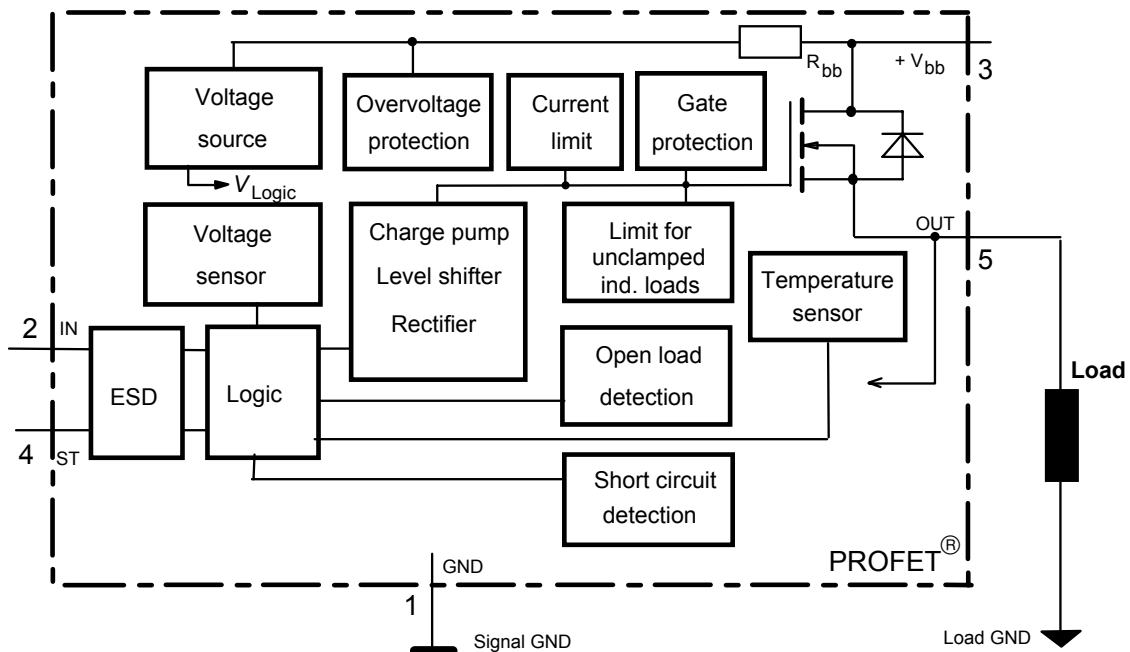 R bb
+ V bb
3
Voltage
source
Overvoltage
protection
Current
limit
Gate
protection
V Logic
Voltage
sensor
Charge pump
Level shifter
Rectifier
Limit for
unclamped
ind. loads
OUT
5
Temperature
sensor
2
IN
ESD
Logic
Open load
detection
Load
4
ST
Short circuit
detection
PROFET®
GND
1
Signal GND
Load GND